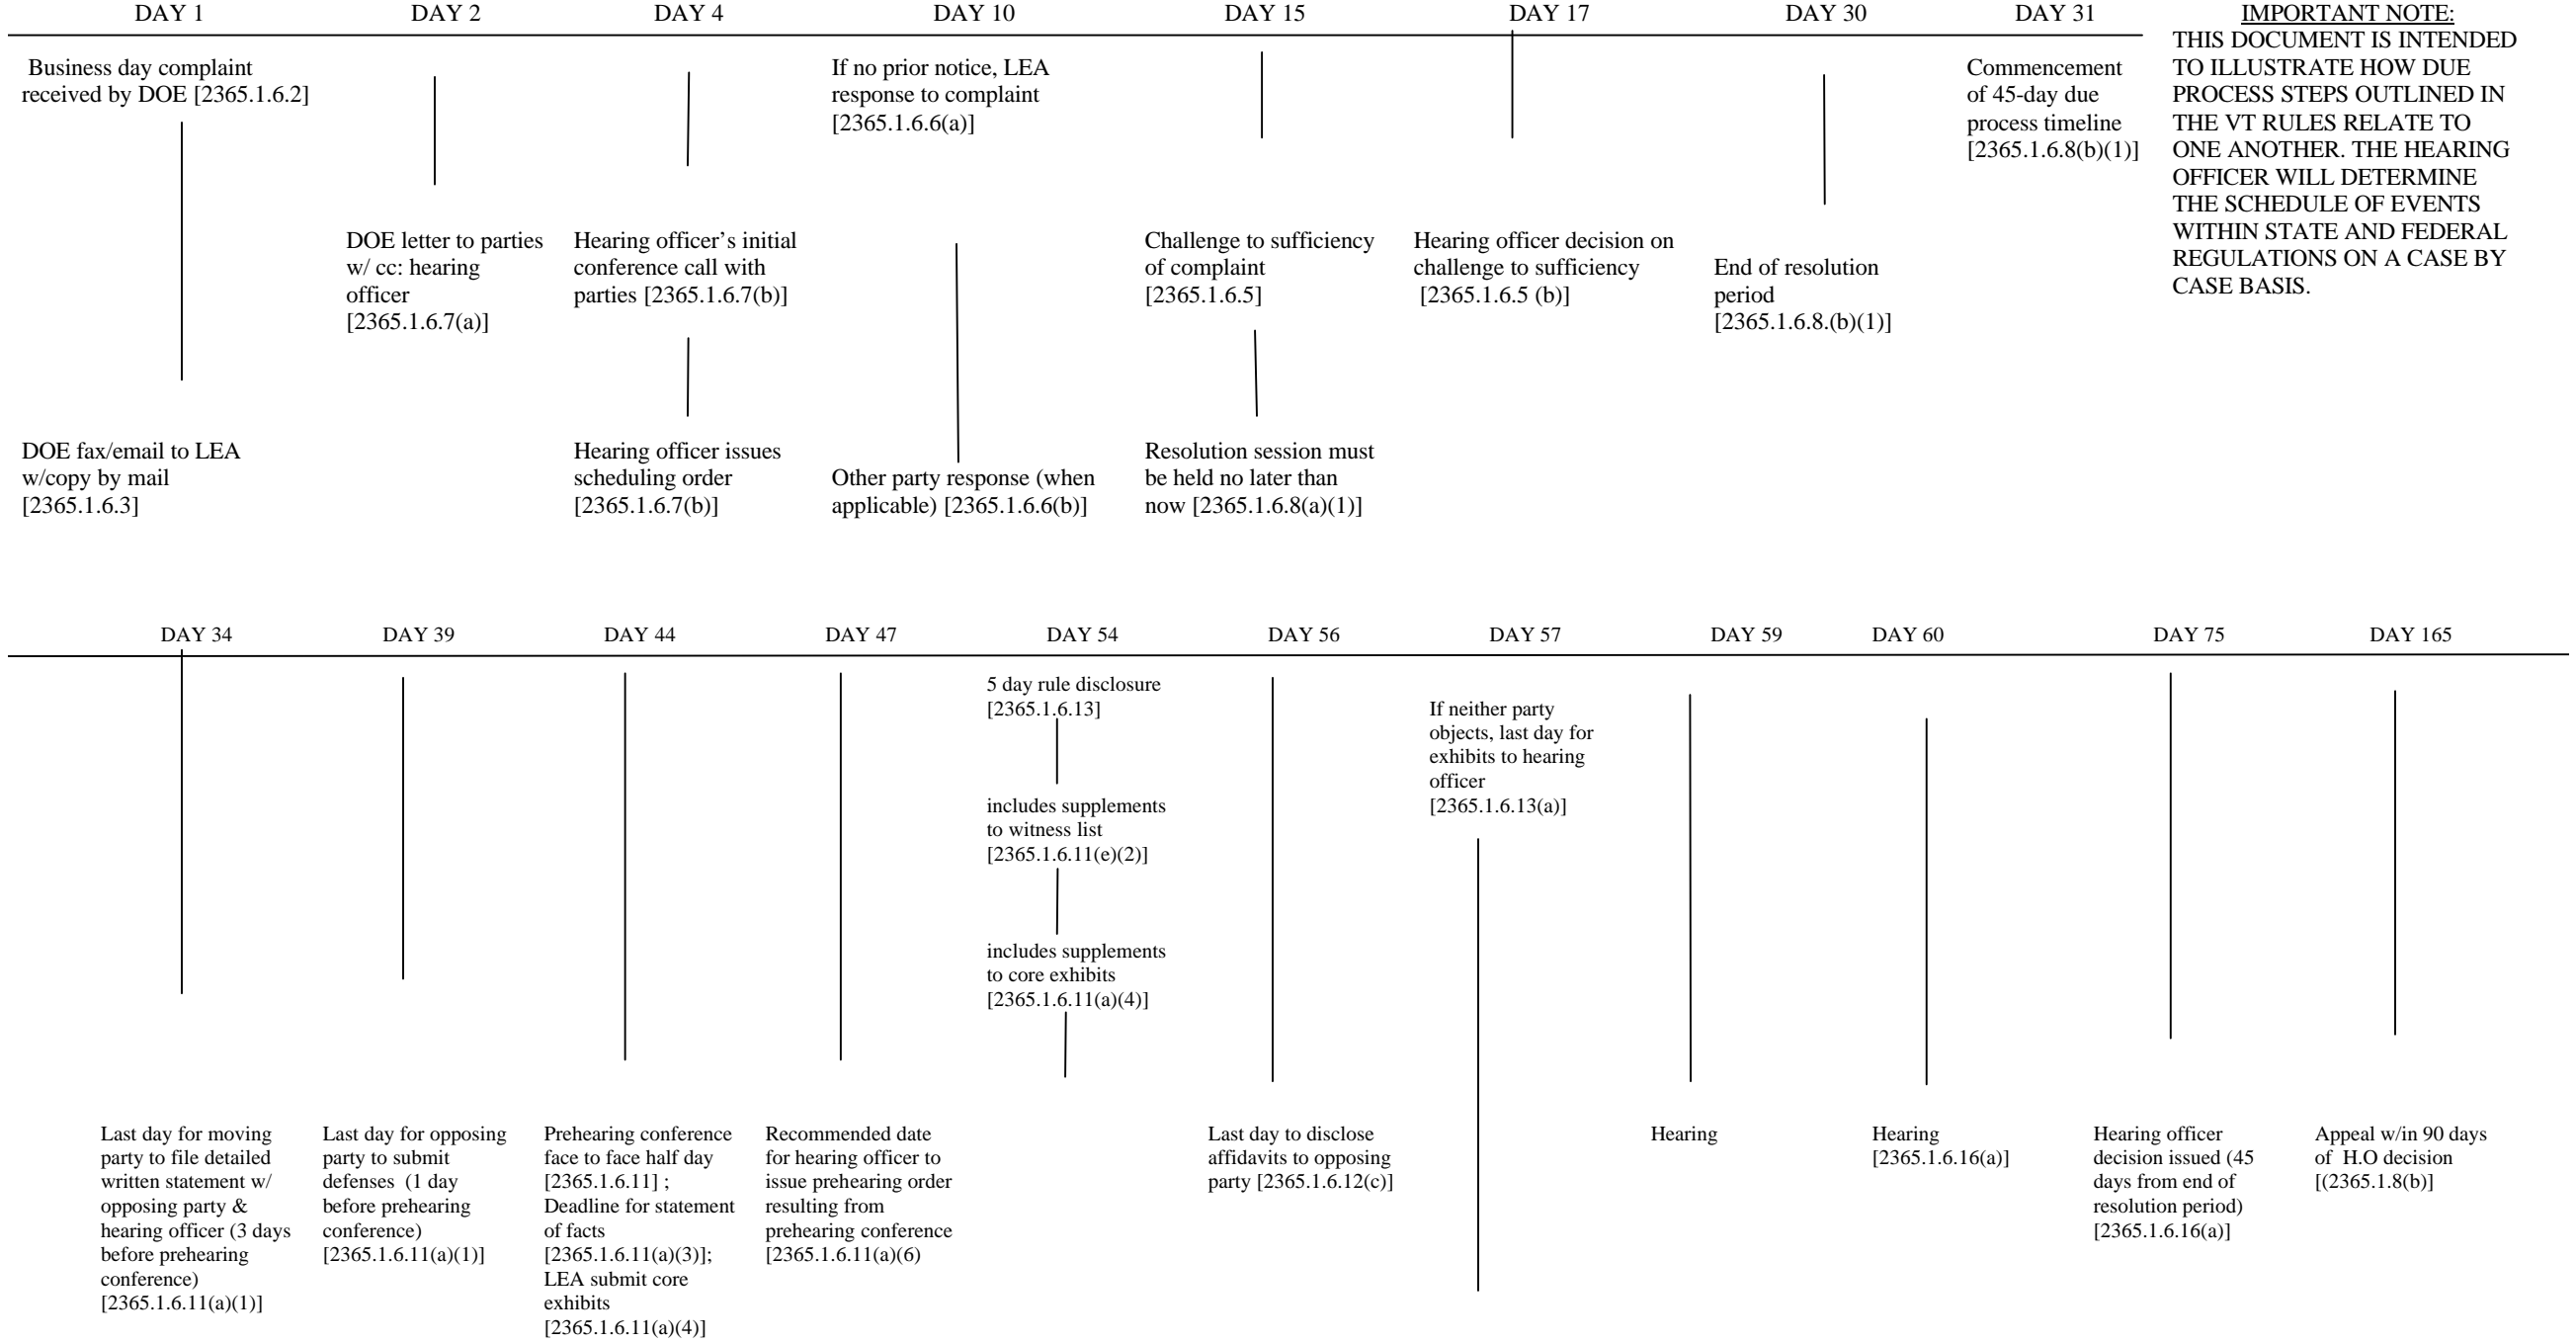 DAY 1
DAY 2
DAY 4
DAY 10
DAY 15
DAY 17
DAY 30
DAY 31
IMPORTANT NOTE:
THIS DOCUMENT IS INTENDED
TO ILLUSTRATE HOW DUE
PROCESS STEPS OUTLINED IN
THE VT RULES RELATE TO
ONE ANOTHER. THE HEARING
OFFICER WILL DETERMINE
THE SCHEDULE OF EVENTS
WITHIN STATE AND FEDERAL
REGULATIONS ON A CASE BY
CASE BASIS.
Business day complaint
received by DOE [2365.1.6.2]
DOE fax/email to LEA
w/copy by mail
[2365.1.6.3]
DOE letter to parties
w/ cc: hearing
officer
[2365.1.6.7(a)]
Hearing officer’s initial
conference call with
parties [2365.1.6.7(b)]
Hearing officer issues
scheduling order
[2365.1.6.7(b)]
If no prior notice, LEA
response to complaint
[2365.1.6.6(a)]
Other party response (when
applicable) [2365.1.6.6(b)]
Challenge to sufficiency
of complaint
[2365.1.6.5]
Resolution session must
be held no later than
now [2365.1.6.8(a)(1)]
Hearing officer decision on
challenge to sufficiency
[2365.1.6.5 (b)]
End of resolution
period
[2365.1.6.8.(b)(1)]
Commencement
of 45-day due
process timeline
[2365.1.6.8(b)(1)]
DAY 34
DAY 39
DAY 44
DAY 47
DAY 54
DAY 56
DAY 57
DAY 59
DAY 60
DAY 75
DAY 165
Last day for moving
party to file detailed
written statement w/
opposing party &
hearing officer (3 days
before prehearing
conference)
[2365.1.6.11(a)(1)]
Last day for opposing
party to submit
defenses  (1 day
before prehearing
conference)
[2365.1.6.11(a)(1)]
Prehearing conference
face to face half day
[2365.1.6.11] ;
Deadline for statement
of facts
[2365.1.6.11(a)(3)];
LEA submit core
exhibits
[2365.1.6.11(a)(4)]
Recommended date
for hearing officer to
issue prehearing order
resulting from
prehearing conference
[2365.1.6.11(a)(6)
5 day rule disclosure
[2365.1.6.13]
includes supplements
to witness list
[2365.1.6.11(e)(2)]
includes supplements
to core exhibits
[2365.1.6.11(a)(4)]
Last day to disclose
affidavits to opposing
party [2365.1.6.12(c)]
If neither party
objects, last day for
exhibits to hearing
officer
[2365.1.6.13(a)]
Hearing
Hearing
[2365.1.6.16(a)]
Hearing officer
decision issued (45
days from end of
resolution period)
[2365.1.6.16(a)]
Appeal w/in 90 days
of  H.O decision
[(2365.1.8(b)]